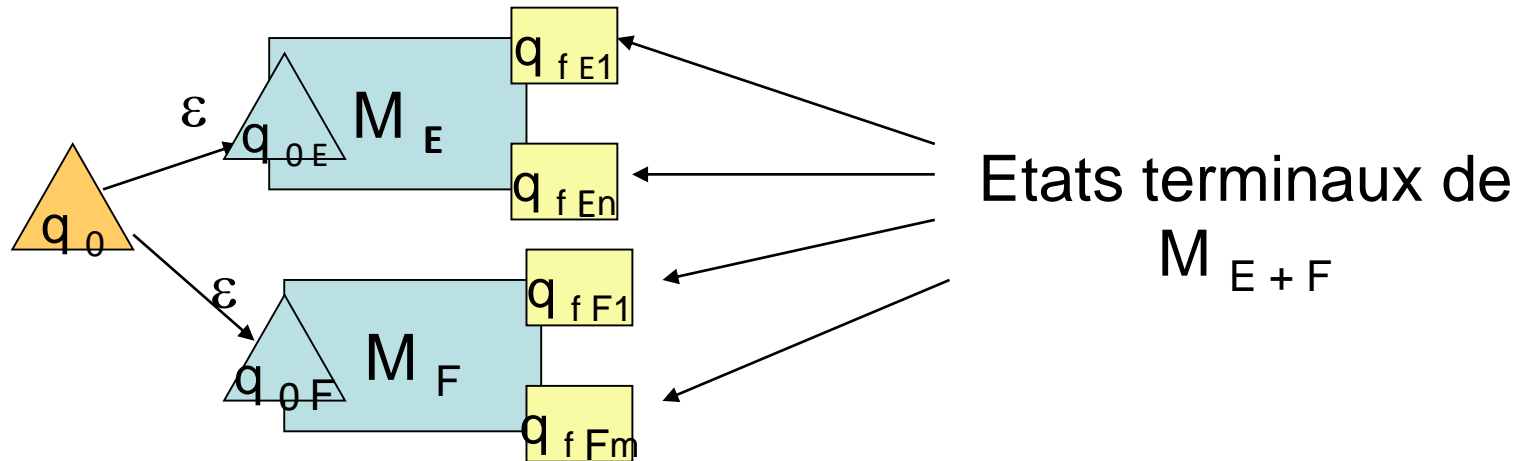 q f E1
ε
M E
q 0 E
q f En
q 0
Etats terminaux de
M E + F
ε
q f F1
M F
q 0 F
q f Fm